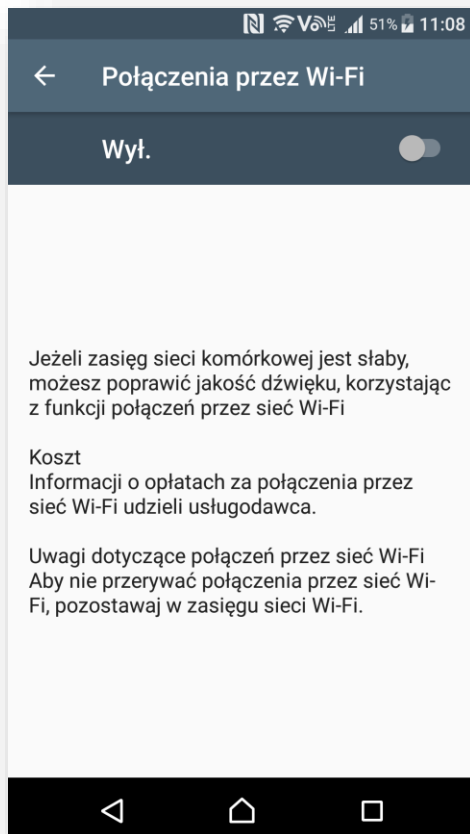 VoLTE 51% 11:08
Połączenia przez Wi-Fi
Wył.
Jeżeli zasięg sieci komórkowej jest słaby,
możesz poprawić jakość dźwięku, korzystając
z funkcji połączeń przez sieć Wi-Fi
Koszt
Informacji o opłatach za połączenia przez
sieć Wi-Fi udzieli usługodawca.
Uwagi dotyczące połączeń przez sieć Wi-Fi
Aby nie przerywać połączenia przez sieć Wi-
Fi, pozostawaj w zasięgu sieci Wi-Fi.